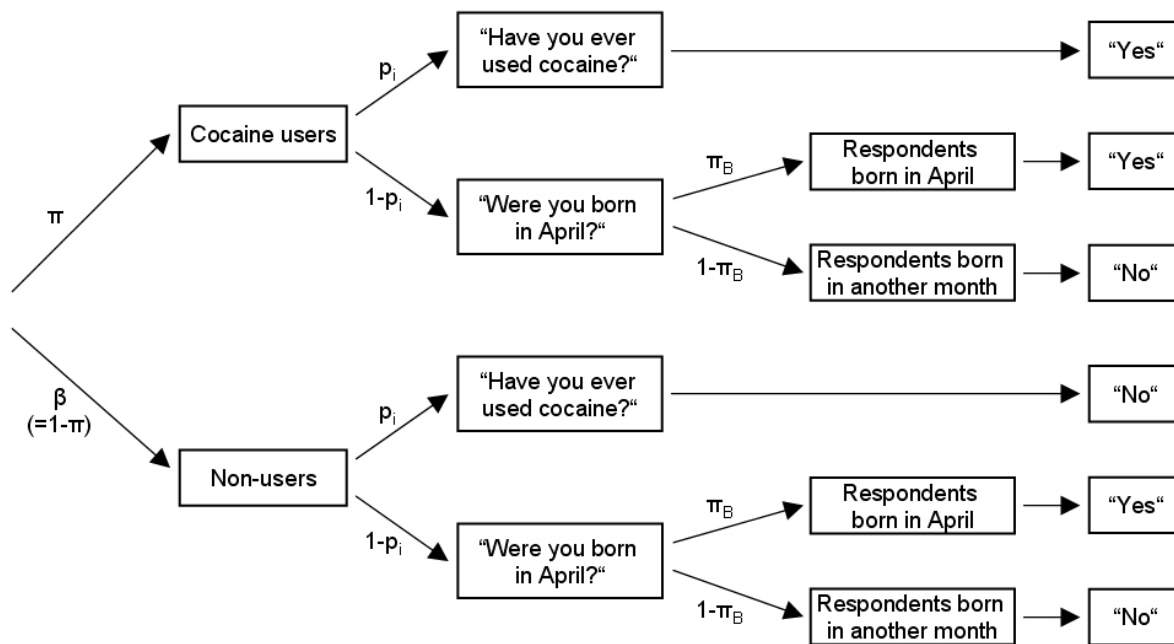 “Have you ever
used cocaine?“
“Yes“
pᵢ
Cocaine users
1-pᵢ
π
“Were you born
in April?“
π_B
Respondents
born in April
“Yes“
1-π_B
Respondents born
in another month
“No“
β
(=1-π)
Non-users
pᵢ
“Have you ever
used cocaine?“
“No“
1-pᵢ
“Were you born
in April?“
π_B
Respondents
born in April
“Yes“
1-π_B
Respondents born
in another month
“No“